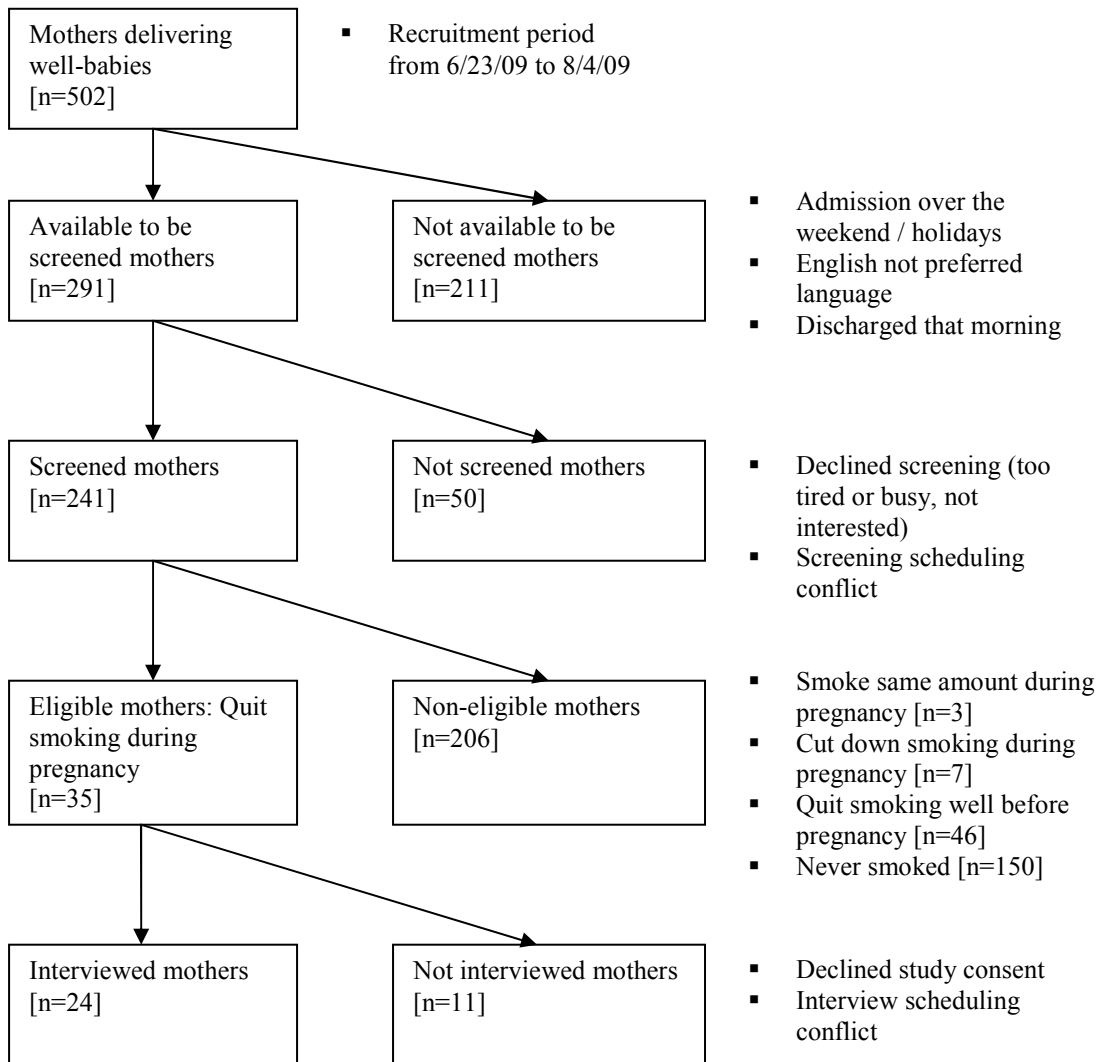 Mothers delivering
well-babies
[n=502]
▪ Recruitment period
from 6/23/09 to 8/4/09
Available to be
screened mothers
[n=291]
Not available to be
screened mothers
[n=211]
▪ Admission over the
weekend / holidays
▪ English not preferred
language
▪ Discharged that morning
Screened mothers
[n=241]
Not screened mothers
[n=50]
▪ Declined screening (too
tired or busy, not
interested)
▪ Screening scheduling
conflict
Eligible mothers: Quit
smoking during
pregnancy
[n=35]
Non-eligible mothers
[n=206]
▪ Smoke same amount during
pregnancy [n=3]
▪ Cut down smoking during
pregnancy [n=7]
▪ Quit smoking well before
pregnancy [n=46]
▪ Never smoked [n=150]
Interviewed mothers
[n=24]
Not interviewed mothers
[n=11]
▪ Declined study consent
▪ Interview scheduling
conflict